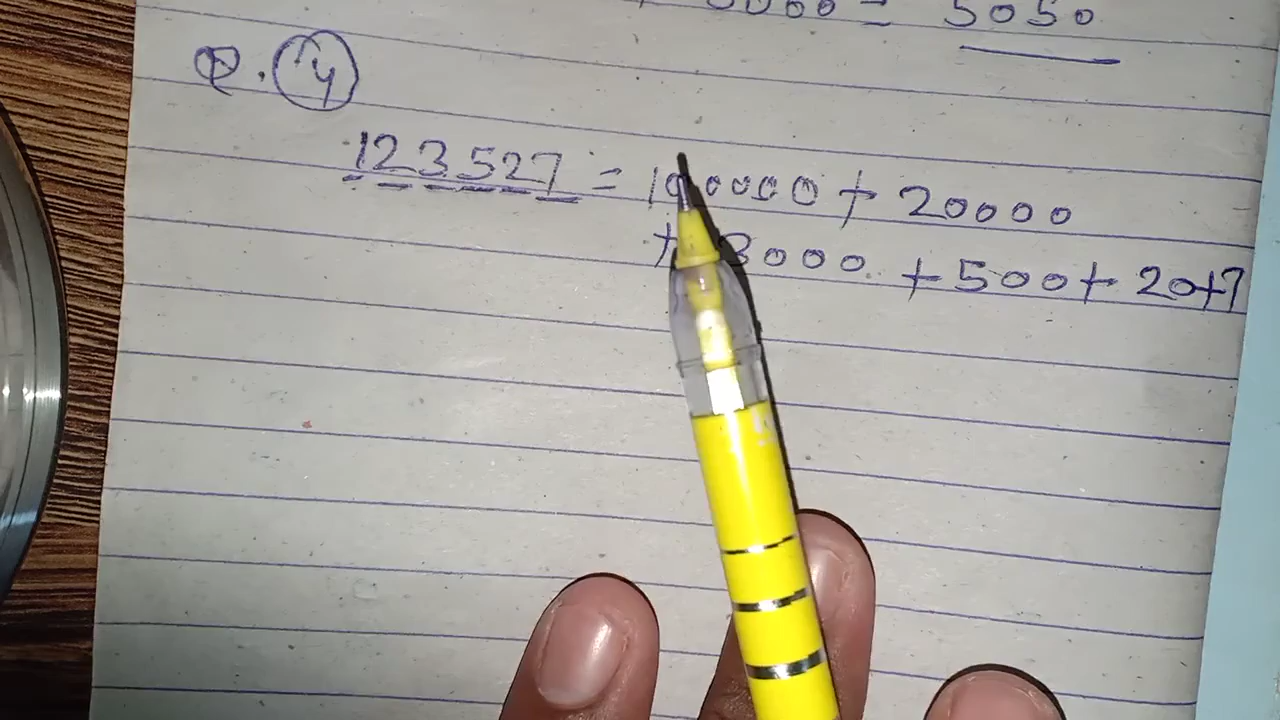 = 5050
Q. 4
123527 = 100000 + 20000
+ 3000 + 500 + 20+7